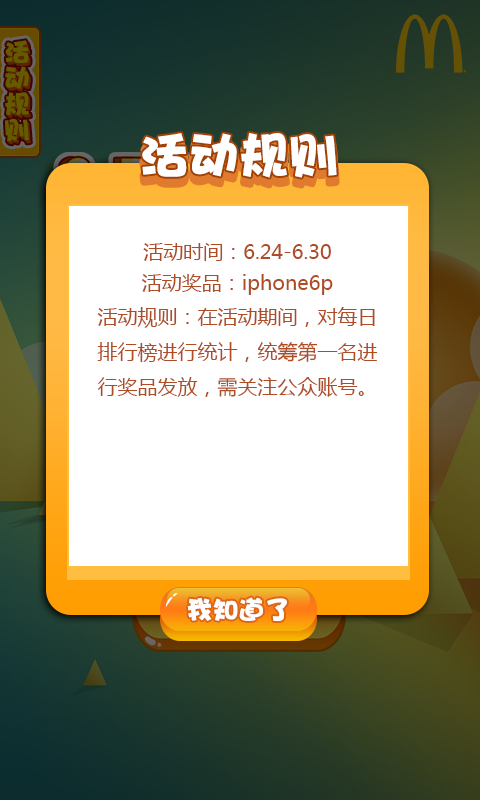 活动规则
活动规则
活动时间：6.24-6.30
活动奖品：iphone6p
活动规则：在活动期间，对每日
排行榜进行统计，统筹第一名进
行奖品发放，需关注公众账号。
我知道了